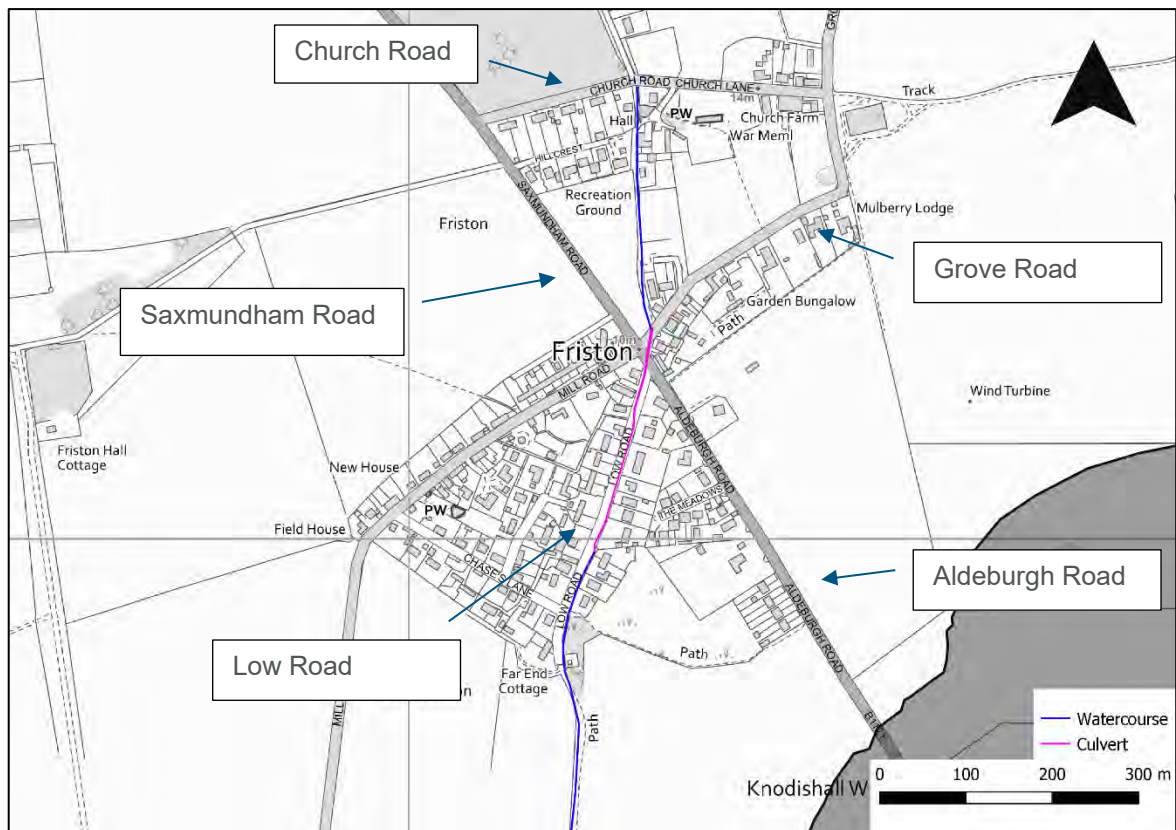 Church Road
CHURCH ROAD
CHURCH LANE
14m
Track
Hall
PW
Church Farm
War Meml
HILLCREST
Recreation
Ground
SAXMUNDHAM ROAD
Friston
Mulberry Lodge
Grove Road
Saxmundham Road
Garden Bungalow
Path
Friston
MILL ROAD
Wind Turbine
ALDEBURGH ROAD
LOW ROAD
Friston Hall
Cottage
New House
THE MEADOWS
PW
Field House
CHASE'S LANE
Aldeburgh Road
LOW ROAD
ALDEBURGH ROAD
Low Road
Path
Far End
Cottage
Path
Watercourse
Culvert
0 100 200 300 m
Knodishall W